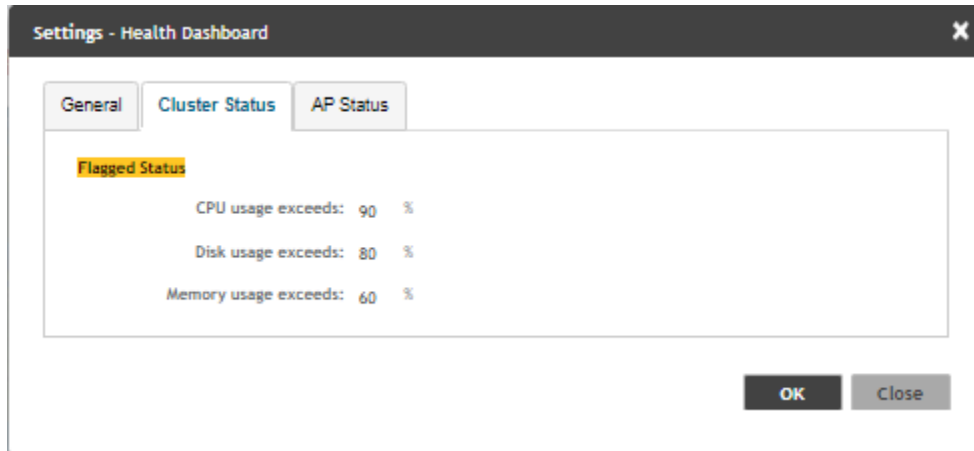 Settings - Health Dashboard
General Cluster Status AP Status
Flagged Status
CPU usage exceeds: 90 %
Disk usage exceeds: 80 %
Memory usage exceeds: 60 %
OK Close